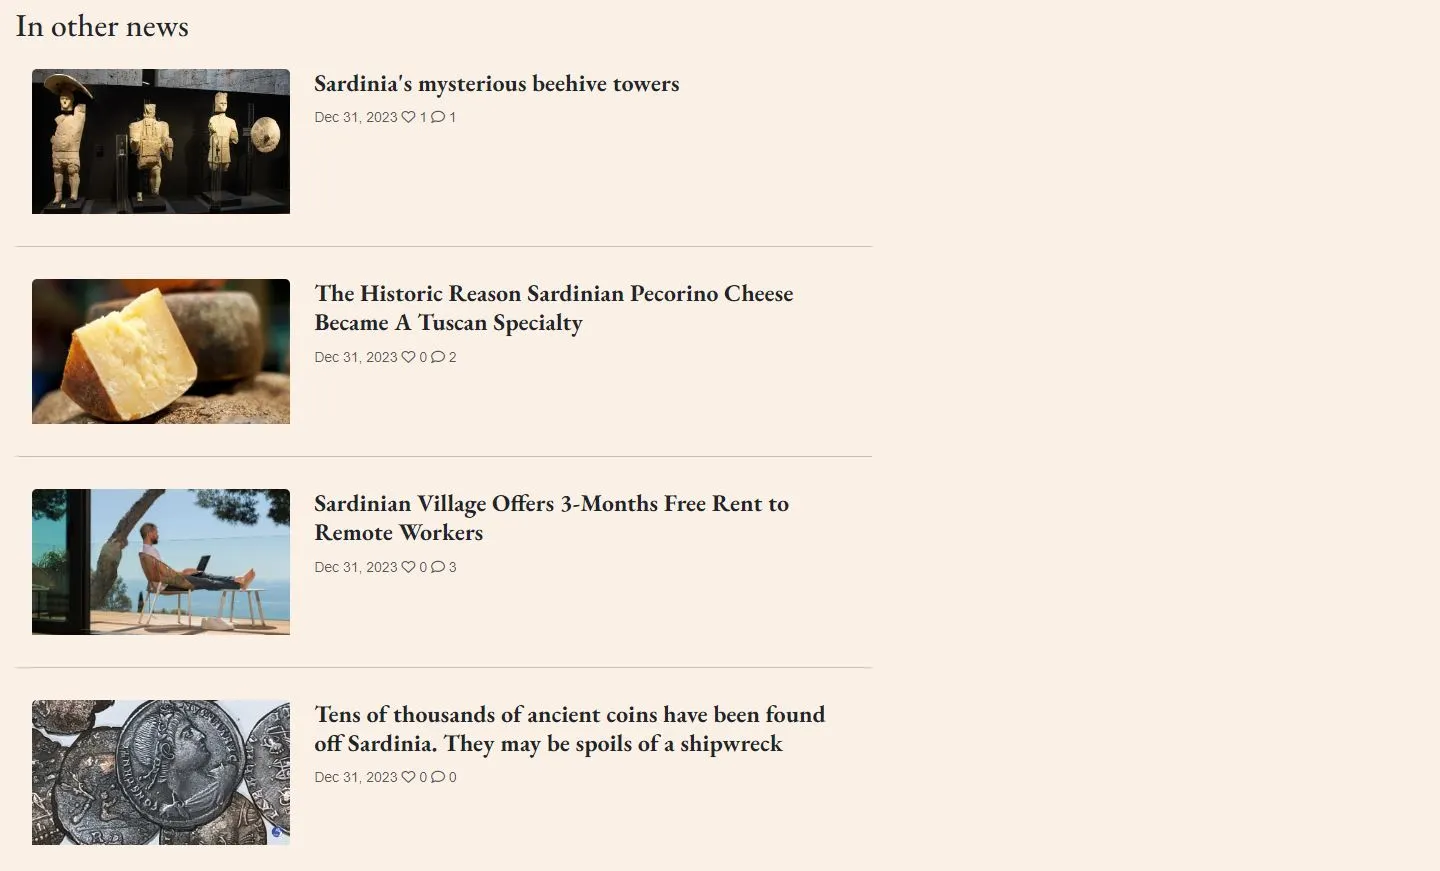 In other news
Sardinia's mysterious beehive towers
Dec 31, 2023 1 1
The Historic Reason Sardinian Pecorino Cheese
Became A Tuscan Specialty
Dec 31, 2023 0 2
Sardinian Village Offers 3-Months Free Rent to
Remote Workers
Dec 31, 2023 0 3
Tens of thousands of ancient coins have been found
off Sardinia. They may be spoils of a shipwreck
Dec 31, 2023 0 0